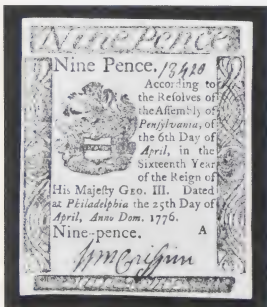 Nine Pence
Nine Pence.
According to
the Resolves of
the Assembly of
Pensylvania, of
the 6th Day of
April, in the
Sixteenth Year
of the Reign of
His Majesty GEO. III. Dated
at Philadelphia the 25th Day of
April, Anno Dom. 1776.
Nine-pence. A